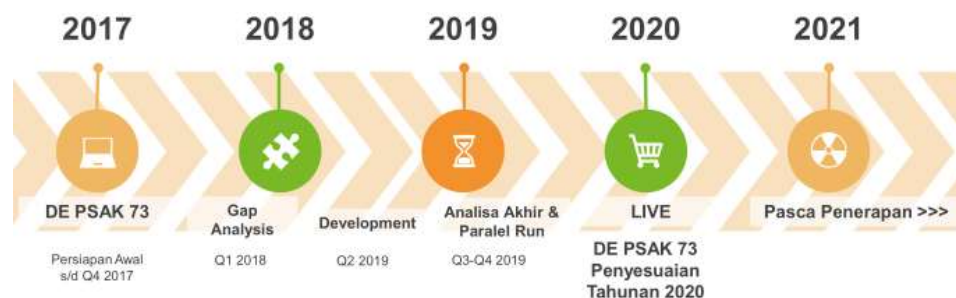 2017
2018
2019
2020
2021
DE PSAK 73
Gap
Analysis
Development
Analisa Akhir &
Paralel Run
LIVE
Pasca Penerapan >>>
Persiapan Awal
s/d Q4 2017
Q1 2018
Q2 2019
Q3-Q4 2019
DE PSAK 73
Penyesuaian
Tahunan 2020